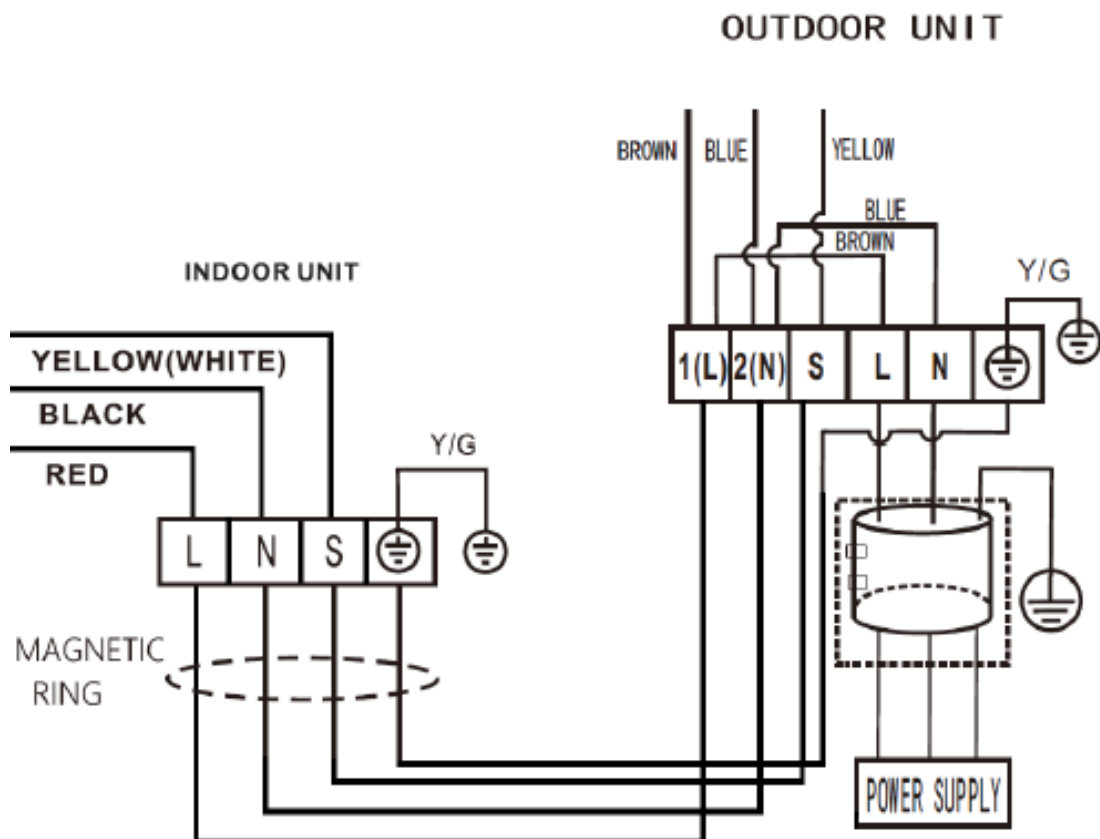 OUTDOOR UNIT
BROWN BLUE YELLOW
BLUE
BROWN
INDOOR UNIT
Y/G
YELLOW(WHITE)
1(L) 2(N) S L N
BLACK
Y/G
RED
L N S
MAGNETIC
RING
POWER SUPPLY